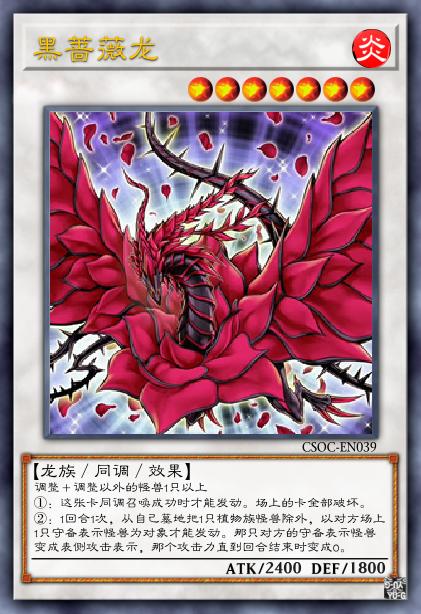 黑蔷薇龙
炎
CSOC-EN039
【龙族／同调／效果】
调整＋调整以外的怪兽1只以上
①：这张卡同调召唤成功时才能发动。场上的卡全部破坏。
②：1回合1次，从自己墓地把1只植物族怪兽除外，以对方场上
1只守备表示怪兽为对象才能发动。那只对方的守备表示怪兽
变成表侧攻击表示，那个攻击力直到回合结束时变成0。
ATK/2400 DEF/1800